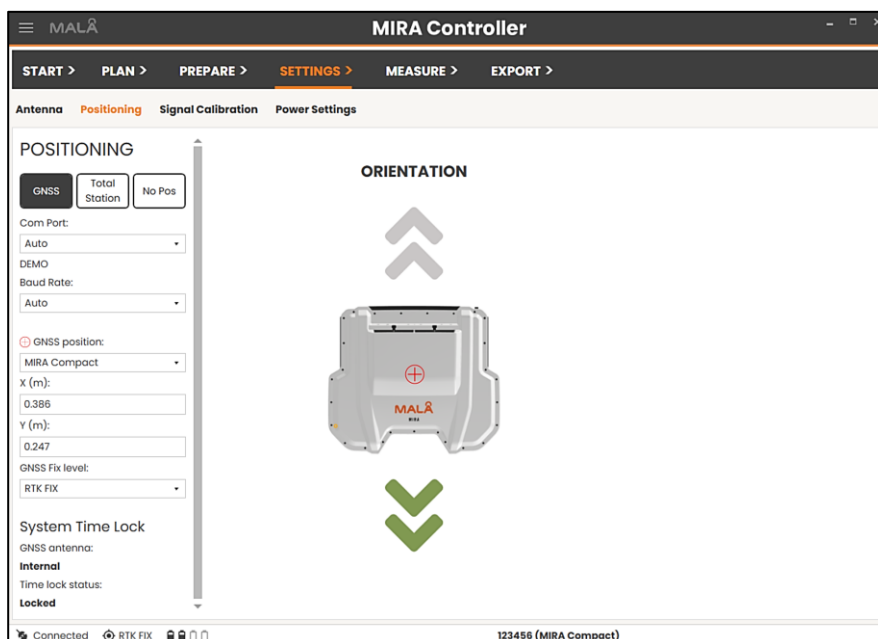 MALÅ
MIRA Controller
START > PLAN > PREPARE > SETTINGS > MEASURE > EXPORT >
Antenna Positioning Signal Calibration Power Settings
POSITIONING
GNSS
Total
Station
No Pos
Com Port:
Auto
DEMO
Baud Rate:
Auto
GNSS position:
MIRA Compact
X (m):
0.386
Y (m):
0.247
GNSS Fix level:
RTK FIX
System Time Lock
GNSS antenna:
Internal
Time lock status:
Locked
ORIENTATION
MALÅ
MIRA
Connected RTK FIX 123456 (MIRA Compact)